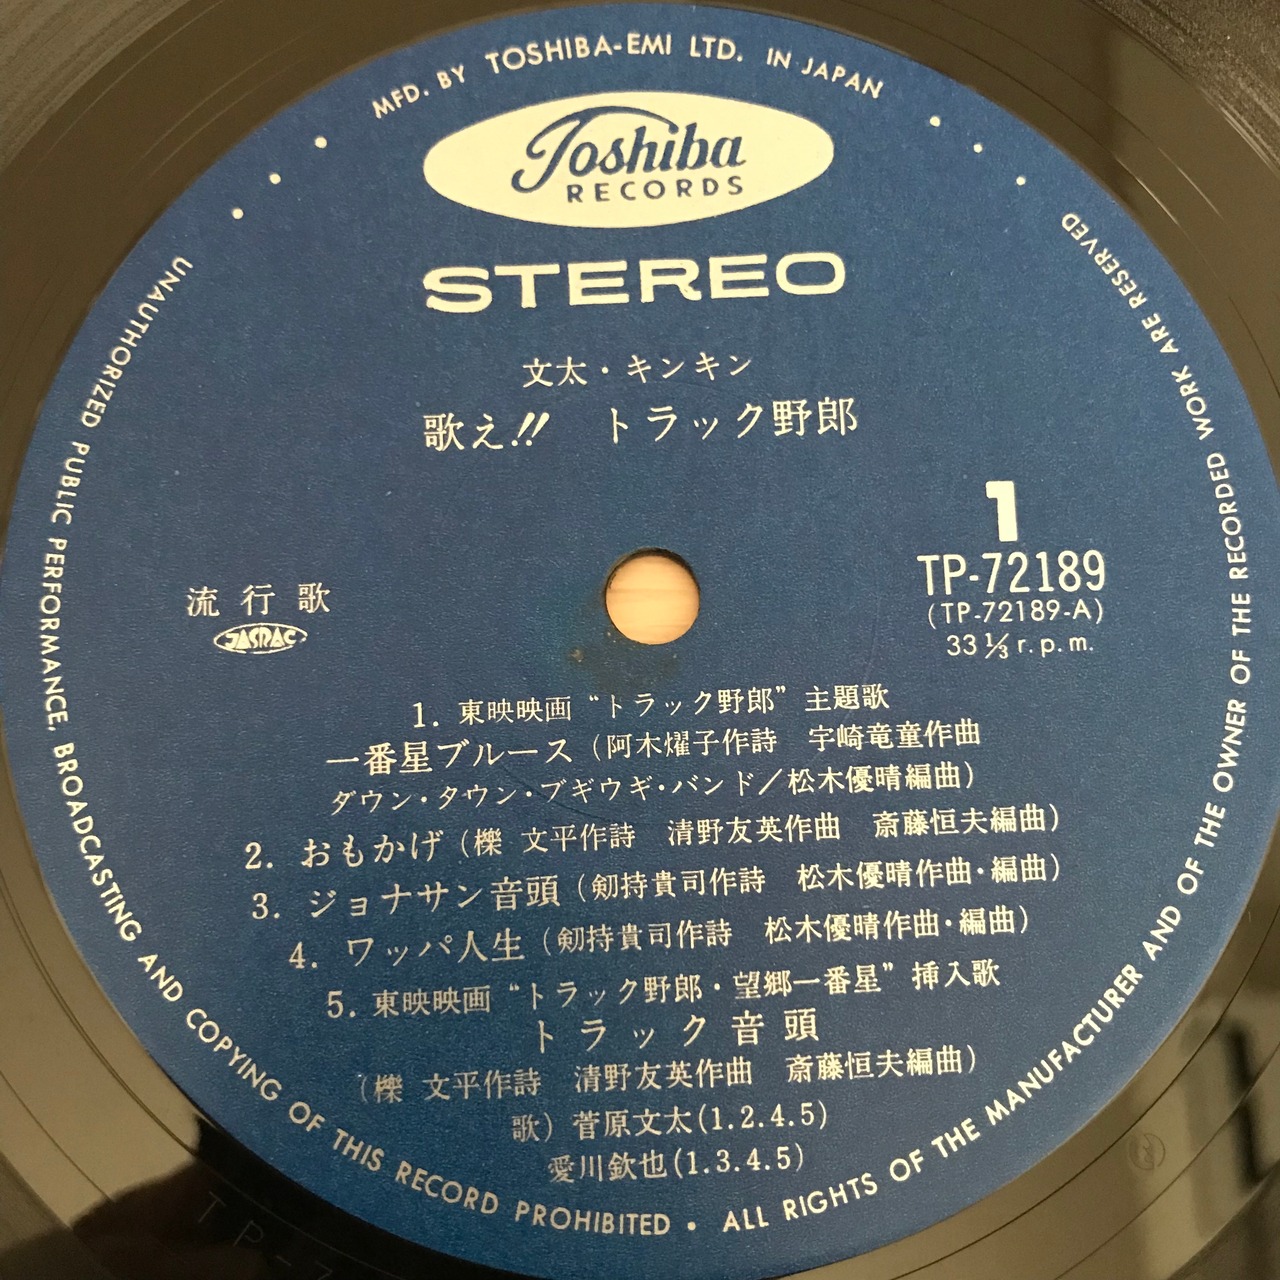 MFD. BY TOSHIBA-EMI LTD. IN JAPAN
Toshiba
RECORDS
STEREO
文太・キンキン
歌え!! トラック野郎
1
TP-72189
(TP-72189-A)
33 1/3 r.p.m.
流行歌
JASRAC
1. 東映映画“トラック野郎”主題歌
一番星ブルース（阿木燿子作詩 宇崎竜童作曲
ダウン・タウン・ブギウギ・バンド／松木優晴編曲）
2. おもかげ（櫟 文平作詩 清野友英作曲 斎藤恒夫編曲）
3. ジョナサン音頭（剱持貴司作詩 松木優晴作曲・編曲）
4. ワッパ人生（剱持貴司作詩 松木優晴作曲・編曲）
5. 東映映画“トラック野郎・望郷一番星”挿入歌
トラック音頭
（櫟 文平作詩 清野友英作曲 斎藤恒夫編曲）
歌）菅原文太(1.2.4.5)
愛川欽也(1.3.4.5)
UNAUTHORIZED PUBLIC PERFORMANCE, BROADCASTING AND COPYING OF THIS RECORD PROHIBITED • ALL RIGHTS OF THE MANUFACTURER AND OF THE OWNER OF THE RECORDED WORK ARE RESERVED
TP-7